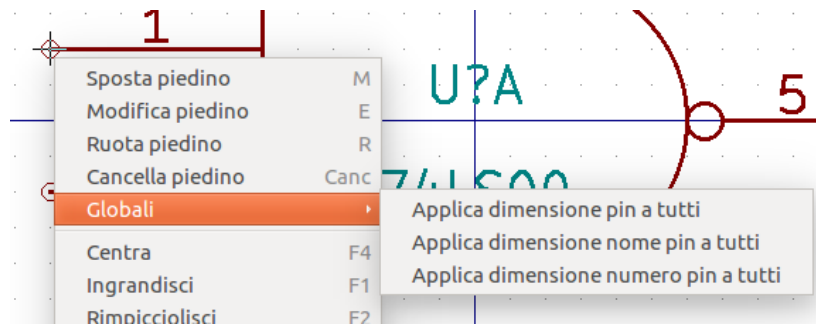 1
U?A
5
Sposta piedino M
Modifica piedino E
Ruota piedino R
Cancella piedino Canc
Globali
Applica dimensione pin a tutti
Applica dimensione nome pin a tutti
Applica dimensione numero pin a tutti
Centra F4
Ingrandisci F1
Rimpicciolisci F2